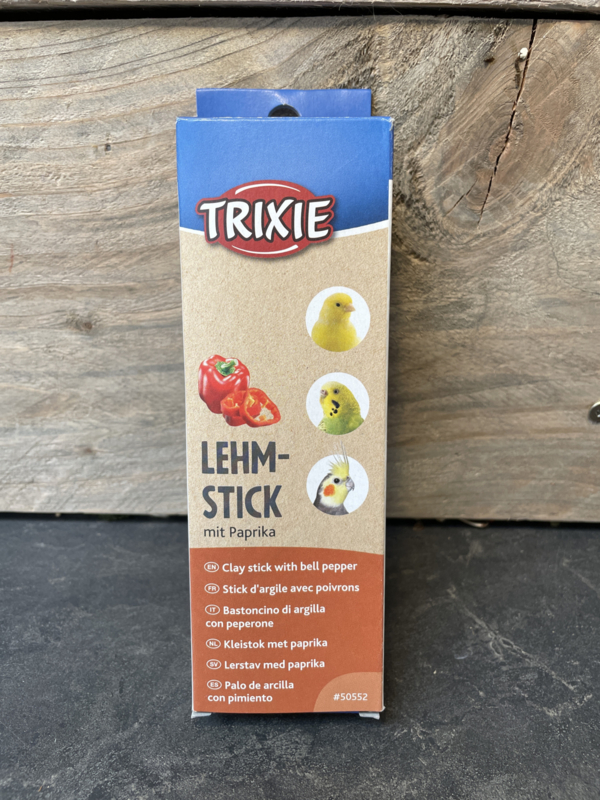 TRIXIE
LEHM-
STICK
mit Paprika
EN Clay stick with bell pepper
FR Stick d'argile avec poivrons
IT Bastoncino di argilla
con peperone
NL Kleistok met paprika
SV Lerstav med paprika
ES Palo de arcilla
con pimiento
#50552